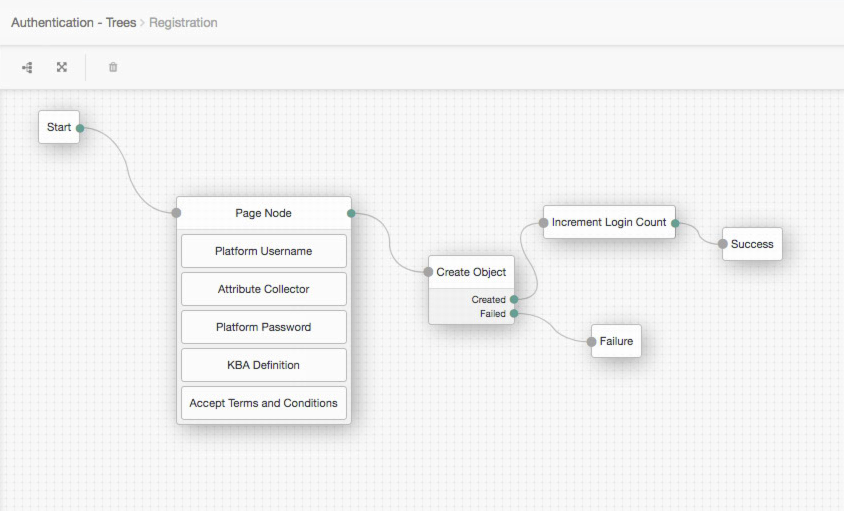 Authentication - Trees > Registration
Start
Page Node
Platform Username
Attribute Collector
Platform Password
KBA Definition
Accept Terms and Conditions
Create Object
Created
Failed
Increment Login Count
Success
Failure